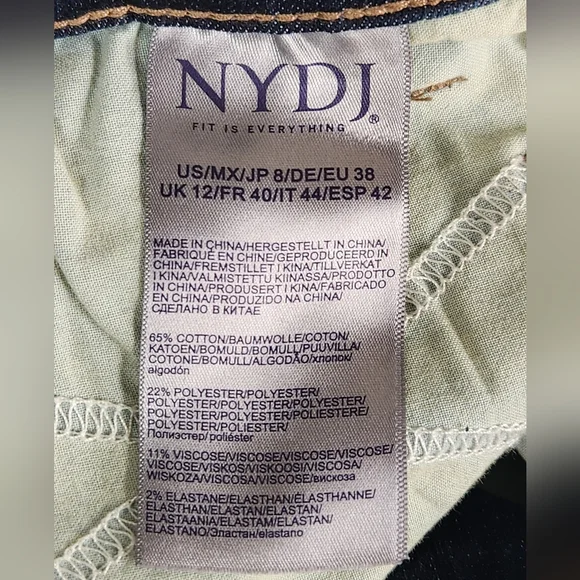 NYDJ®
FIT IS EVERYTHING
US/MX/JP 8/DE/EU 38
UK 12/FR 40/IT 44/ESP 42
MADE IN CHINA/HERGESTELLT IN CHINA/
FABRIQUÉ EN CHINE/GEPRODUCEERD IN
CHINA/FREMSTILLET I KINA/TILLVERKAT
I KINA/VALMISTETTU KIINASSA/PRODOTTO
IN CHINA/PRODUSERT I KINA/FABRICADO
EN CHINA/PRODUZIDO NA CHINA/
СДЕЛАНО В КИТАЕ
65% COTTON/BAUMWOLLE/COTON/
KATOEN/BOMULD/BOMULL/PUUVILLA/
COTONE/BOMULL/ALGODÃO/хлопок/
algodón
22% POLYESTER/POLYESTER/
POLYESTER/POLYESTER/POLYESTER/
POLYESTER/POLYESTERI/POLIESTERE/
POLYESTER/POLIESTER/
Полиэстер/poliéster
11% VISCOSE/VISCOSE/VISCOSE/VISCOSE/
VISCOSE/VISKOS/VISKOOSI/VISCOSA/
WISKOZA/VISCOSA/VISCOSE/вискоза
2% ELASTANE/ELASTHAN/ÉLASTHANNE/
ELASTHAN/ELASTAN/ELASTAN/
ELASTAANIA/ELASTAM/ELASTAN/
ELASTANO/Эластан/elastano